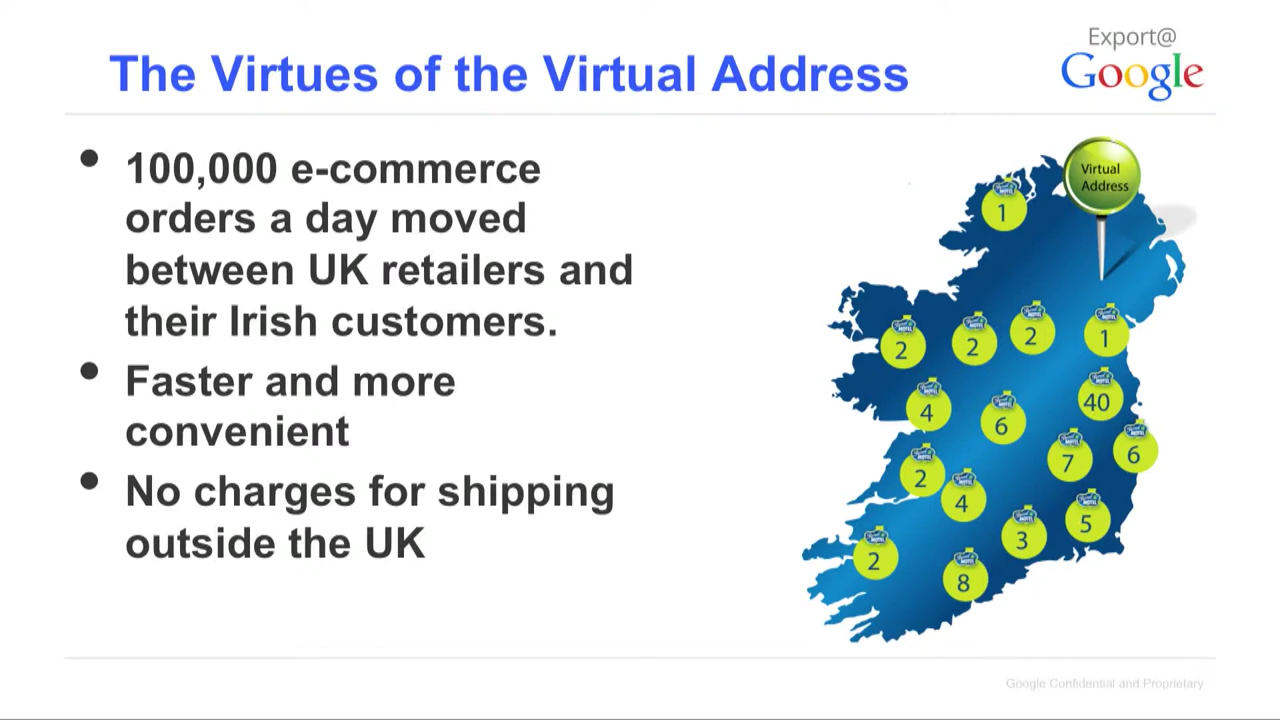 The Virtues of the Virtual Address
Export@
Google
• 100,000 e-commerce
orders a day moved
between UK retailers and
their Irish customers.
• Faster and more
convenient
• No charges for shipping
outside the UK
Virtual
Address
1
2
2
2
1
4
6
40
2
4
7
6
2
8
3
5
Google Confidential and Proprietary